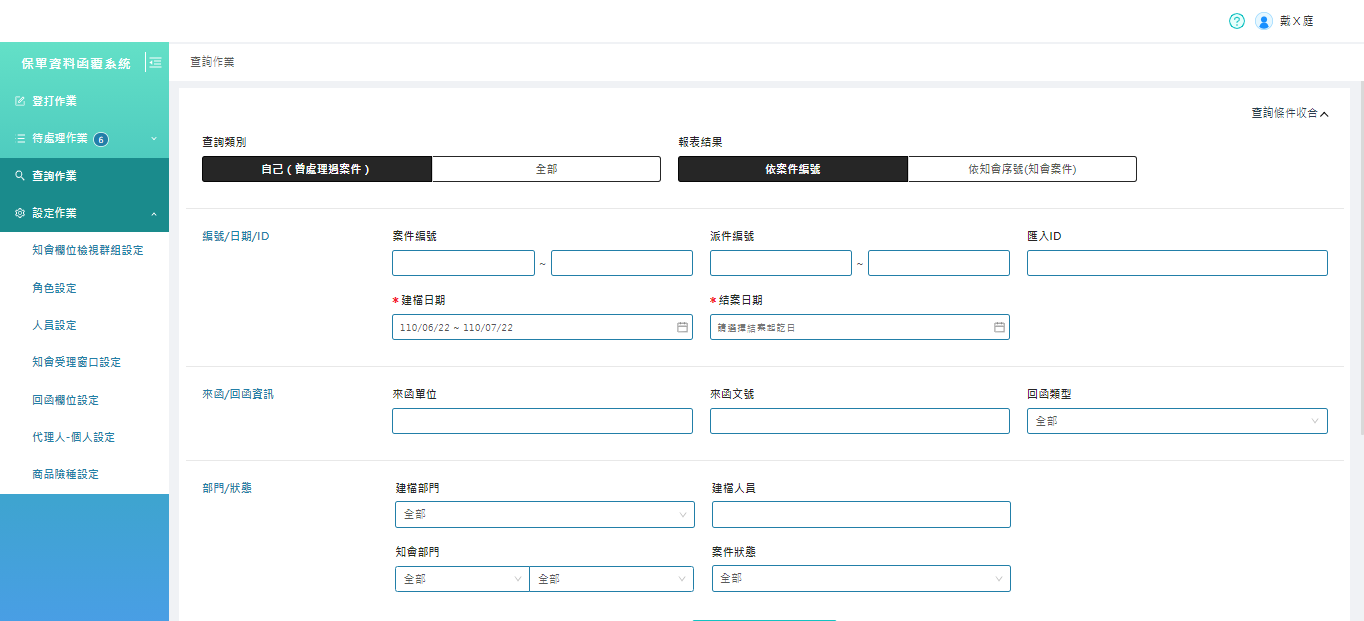 戴X庭
保單資料函覆系統
查詢作業
登打作業
待處理作業 6
查詢作業
設定作業
知會欄位檢視群組設定
角色設定
人員設定
知會受理窗口設定
回函欄位設定
代理人-個人設定
商品險種設定
查詢條件收合
查詢類別
報表結果
自己(曾處理過案件)
全部
依案件編號
依知會序號(知會案件)
編號/日期/ID
案件編號
派件編號
匯入ID
~
~
*建檔日期
*結案日期
110/06/22 ~ 110/07/22
請選擇結案起訖日
來函/回函資訊
來函單位
來函文號
回函類型
全部
部門/狀態
建檔部門
建檔人員
全部
知會部門
案件狀態
全部
全部
全部